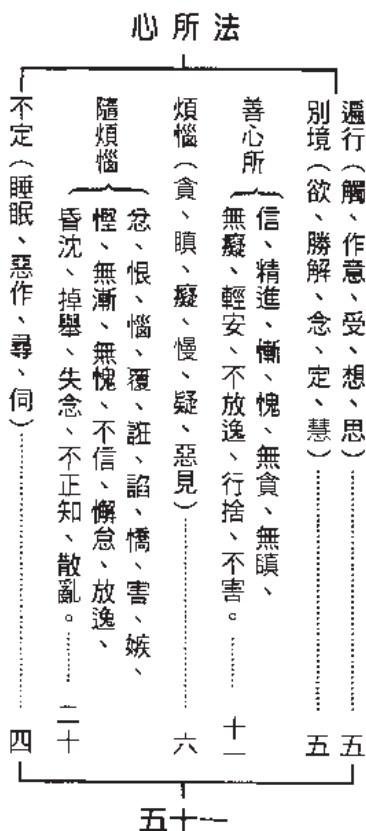 心所法
遍行（觸、作意、受、想、思）……五
別境（欲、勝解、念、定、慧）……五
善心所
信、精進、慚、愧、無貪、無瞋、
無癡、輕安、不放逸、行捨、不害。……十一
煩惱（貪、瞋、癡、慢、疑、惡見）……六
隨煩惱
忿、恨、惱、覆、誑、諂、憍、害、嫉、
慳、無漸、無愧、不信、懈怠、放逸、
昏沈、掉舉、失念、不正知、散亂。……二十
不定（睡眠、惡作、尋、伺）……四
五十一